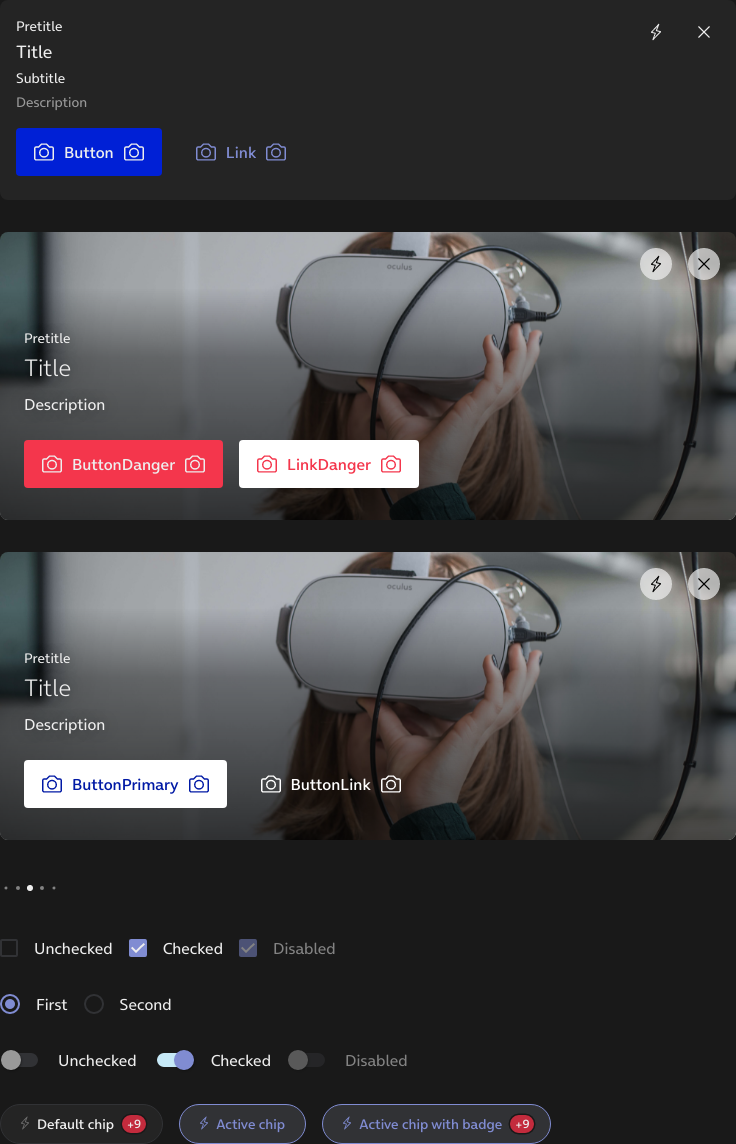 Pretitle
Title
Subtitle
Description
Button Link
oculus
Pretitle
Title
Description
ButtonDanger LinkDanger
oculus
Pretitle
Title
Description
ButtonPrimary ButtonLink
Unchecked Checked Disabled
First Second
Unchecked Checked Disabled
Default chip +9 Active chip Active chip with badge +9